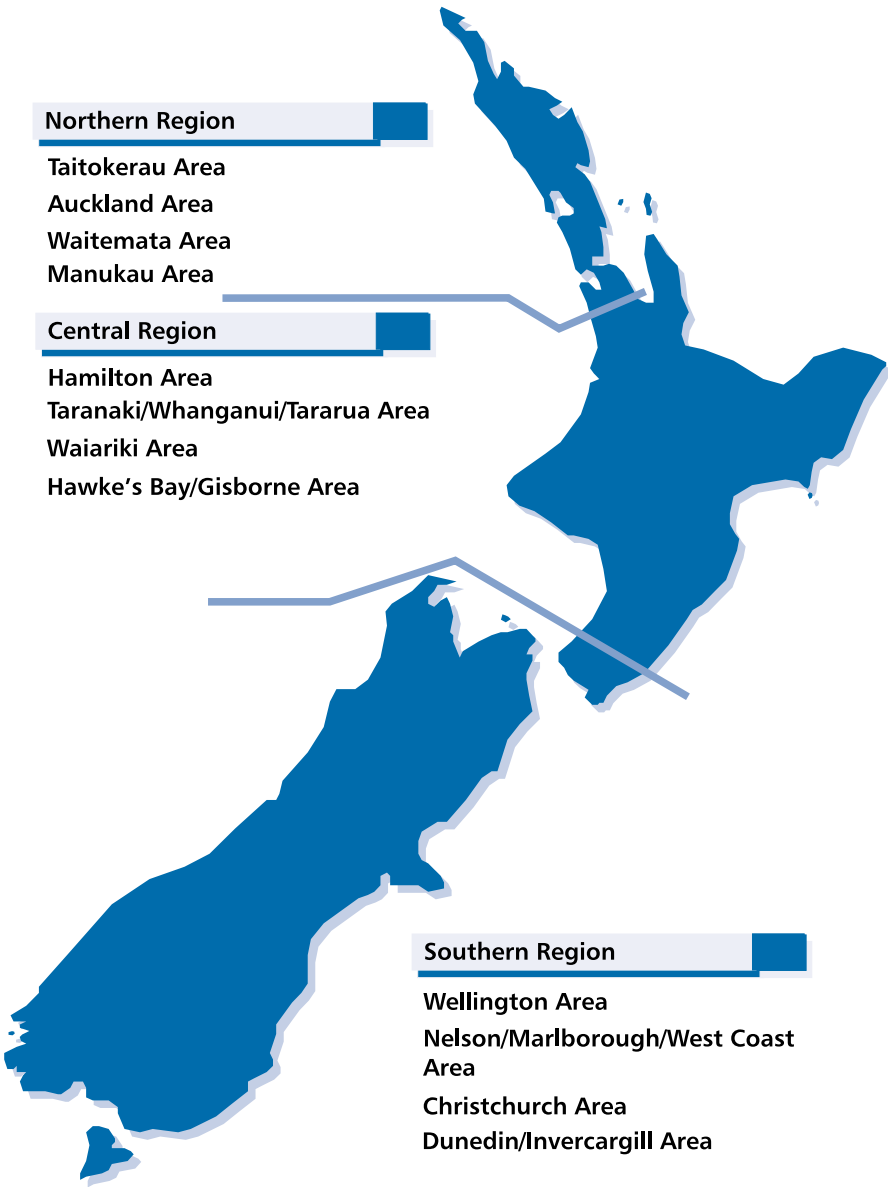 Northern Region
Taitokerau Area
Auckland Area
Waitemata Area
Manukau Area
Central Region
Hamilton Area
Taranaki/Whanganui/Tararua Area
Waiariki Area
Hawke's Bay/Gisborne Area
Southern Region
Wellington Area
Nelson/Marlborough/West Coast
Area
Christchurch Area
Dunedin/Invercargill Area